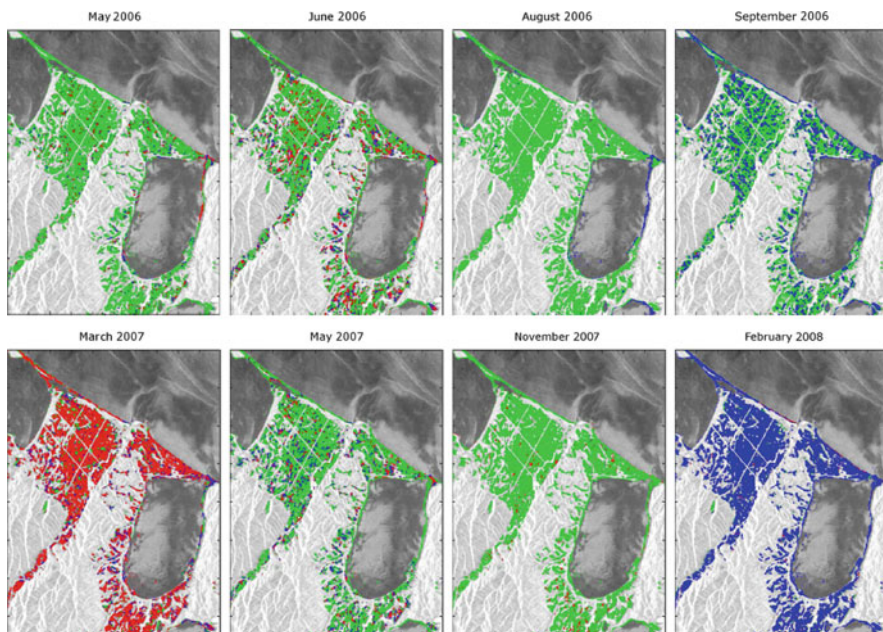 May 2006
June 2006
August 2006
September 2006
March 2007
May 2007
November 2007
February 2008